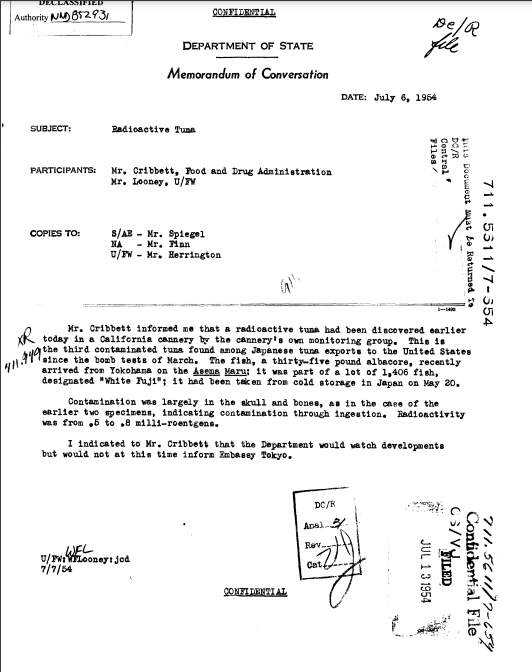 DECLASSIFIED
Authority NND 852931
CONFIDENTIAL
Dc/R
file
DEPARTMENT OF STATE
Memorandum of Conversation
DATE: July 6, 1954
SUBJECT: Radioactive Tuna
PARTICIPANTS: Mr. Cribbett, Food and Drug Administration
Mr. Looney, U/FW
COPIES TO: S/AE - Mr. Spiegel
NA - Mr. Finn
U/FW - Mr. Herrington
This Document Must be Returned To
DC/R
Central
Files
711.5611/7-654
1-1493
XR
411.949
Mr. Cribbett informed me that a radioactive tuna had been discovered earlier
today in a California cannery by the cannery's own monitoring group. This is
the third contaminated tuna found among Japanese tuna exports to the United States
since the bomb tests of March. The fish, a thirty-five pound albacore, recently
arrived from Yokohama on the Asema Maru; it was part of a lot of 1,406 fish,
designated "White Fuji"; it had been taken from cold storage in Japan on May 20.
Contamination was largely in the skull and bones, as in the case of the
earlier two specimens, indicating contamination through ingestion. Radioactivity
was from .5 to .8 milli-roentgens.
I indicated to Mr. Cribbett that the Department would watch developments
but would not at this time inform Embassy Tokyo.
DC/R
Anal
Rev
Cat
WFL
U/FW:WFLooney:jcd
7/7/54
CONFIDENTIAL
JUL 13 1954
FILED
CS/VJ
Confidential File
711.5611/7-654